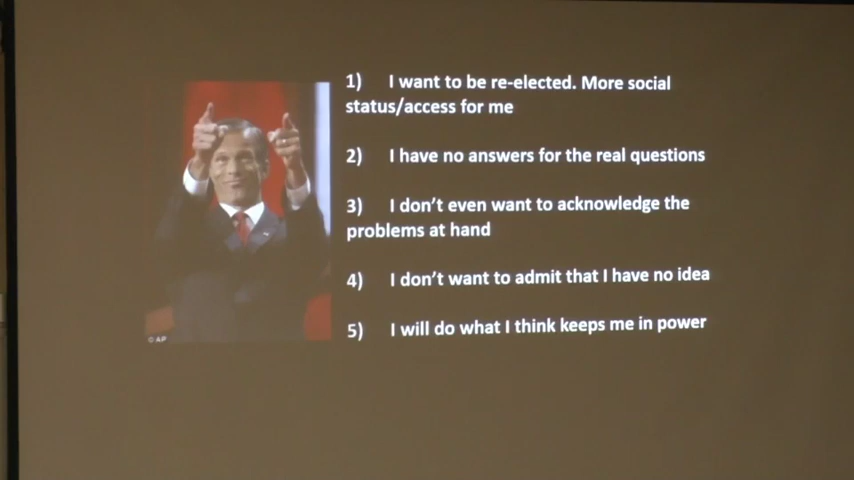 1) I want to be re-elected. More social
status/access for me
2) I have no answers for the real questions
3) I don't even want to acknowledge the
problems at hand
4) I don't want to admit that I have no idea
5) I will do what I think keeps me in power
© AP